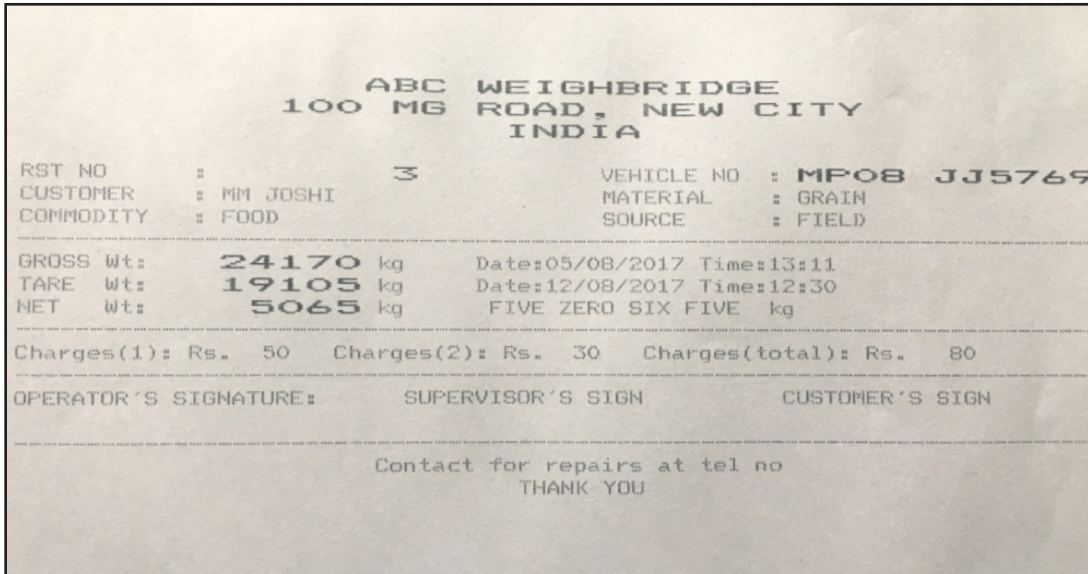 ABC WEIGHBRIDGE
100 MG ROAD, NEW CITY
INDIA
RST NO : 3 VEHICLE NO : MP08 JJ5769
CUSTOMER : MM JOSHI MATERIAL : GRAIN
COMMODITY : FOOD SOURCE : FIELD
GROSS Wt: 24170 kg Date:05/08/2017 Time:13:11
TARE Wt: 19105 kg Date:12/08/2017 Time:12:30
NET Wt: 5065 kg FIVE ZERO SIX FIVE kg
Charges(1): Rs. 50 Charges(2): Rs. 30 Charges(total): Rs. 80
OPERATOR'S SIGNATURE: SUPERVISOR'S SIGN CUSTOMER'S SIGN
Contact for repairs at tel no
THANK YOU